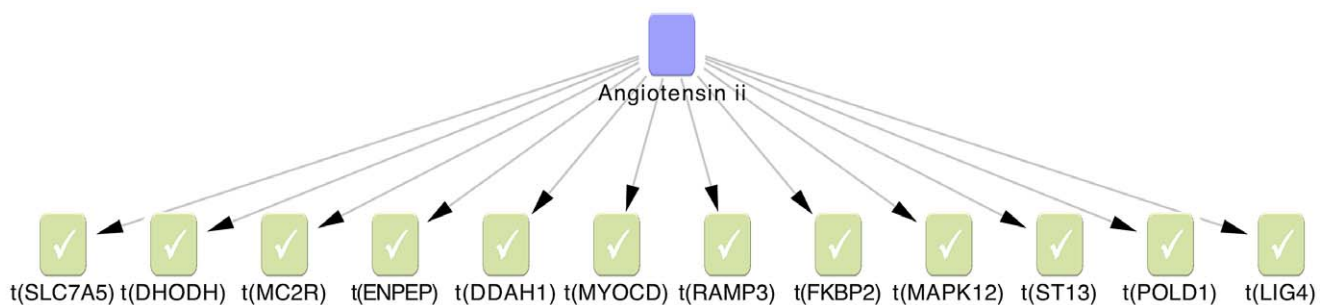 Angiotensin ii
t(SLC7A5) t(DHODH) t(MC2R) t(ENPEP) t(DDAH1) t(MYOCD) t(RAMP3) t(FKBP2) t(MAPK12) t(ST13) t(POLD1) t(LIG4)